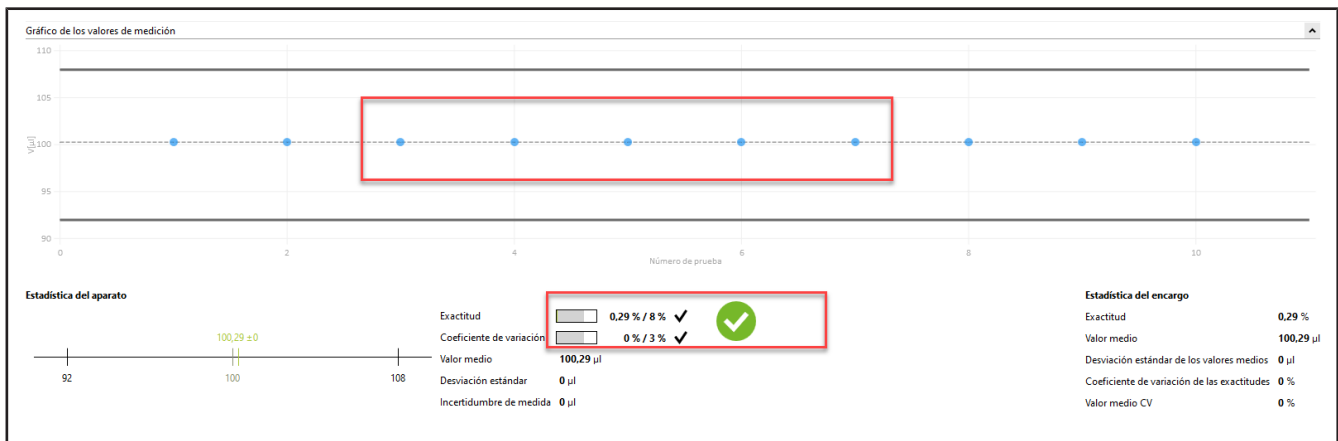 Gráfico de los valores de medición
110
105
100
95
90
V[µl]
0 2 4 6 8 10
Número de prueba
Estadística del aparato
100,29 ±0
92 100 108
Exactitud 0,29 % / 8 %
Coeficiente de variación 0 % / 3 %
Valor medio 100,29 µl
Desviación estándar 0 µl
Incertidumbre de medida 0 µl
Estadística del encargo
Exactitud 0,29 %
Valor medio 100,29 µl
Desviación estándar de los valores medios 0 µl
Coeficiente de variación de las exactitudes 0 %
Valor medio CV 0 %